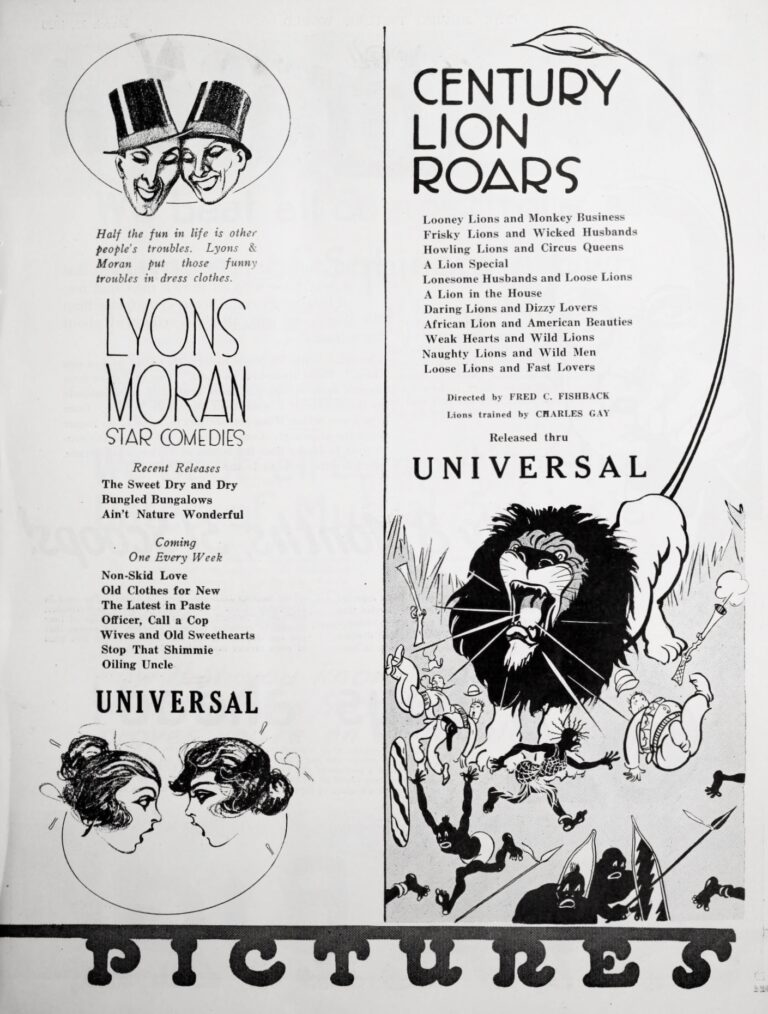 Half the fun in life is other
people's troubles. Lyons &
Moran put those funny
troubles in dress clothes.
LYONS
MORAN
STAR COMEDIES
Recent Releases
The Sweet Dry and Dry
Bungled Bungalows
Ain't Nature Wonderful
Coming
One Every Week
Non-Skid Love
Old Clothes for New
The Latest in Paste
Officer, Call a Cop
Wives and Old Sweethearts
Stop That Shimmie
Oiling Uncle
UNIVERSAL
CENTURY
LION
ROARS
Looney Lions and Monkey Business
Frisky Lions and Wicked Husbands
Howling Lions and Circus Queens
A Lion Special
Lonesome Husbands and Loose Lions
A Lion in the House
Daring Lions and Dizzy Lovers
African Lion and American Beauties
Weak Hearts and Wild Lions
Naughty Lions and Wild Men
Loose Lions and Fast Lovers
Directed by FRED C. FISHBACK
Lions trained by CHARLES GAY
Released thru
UNIVERSAL
PICTURES